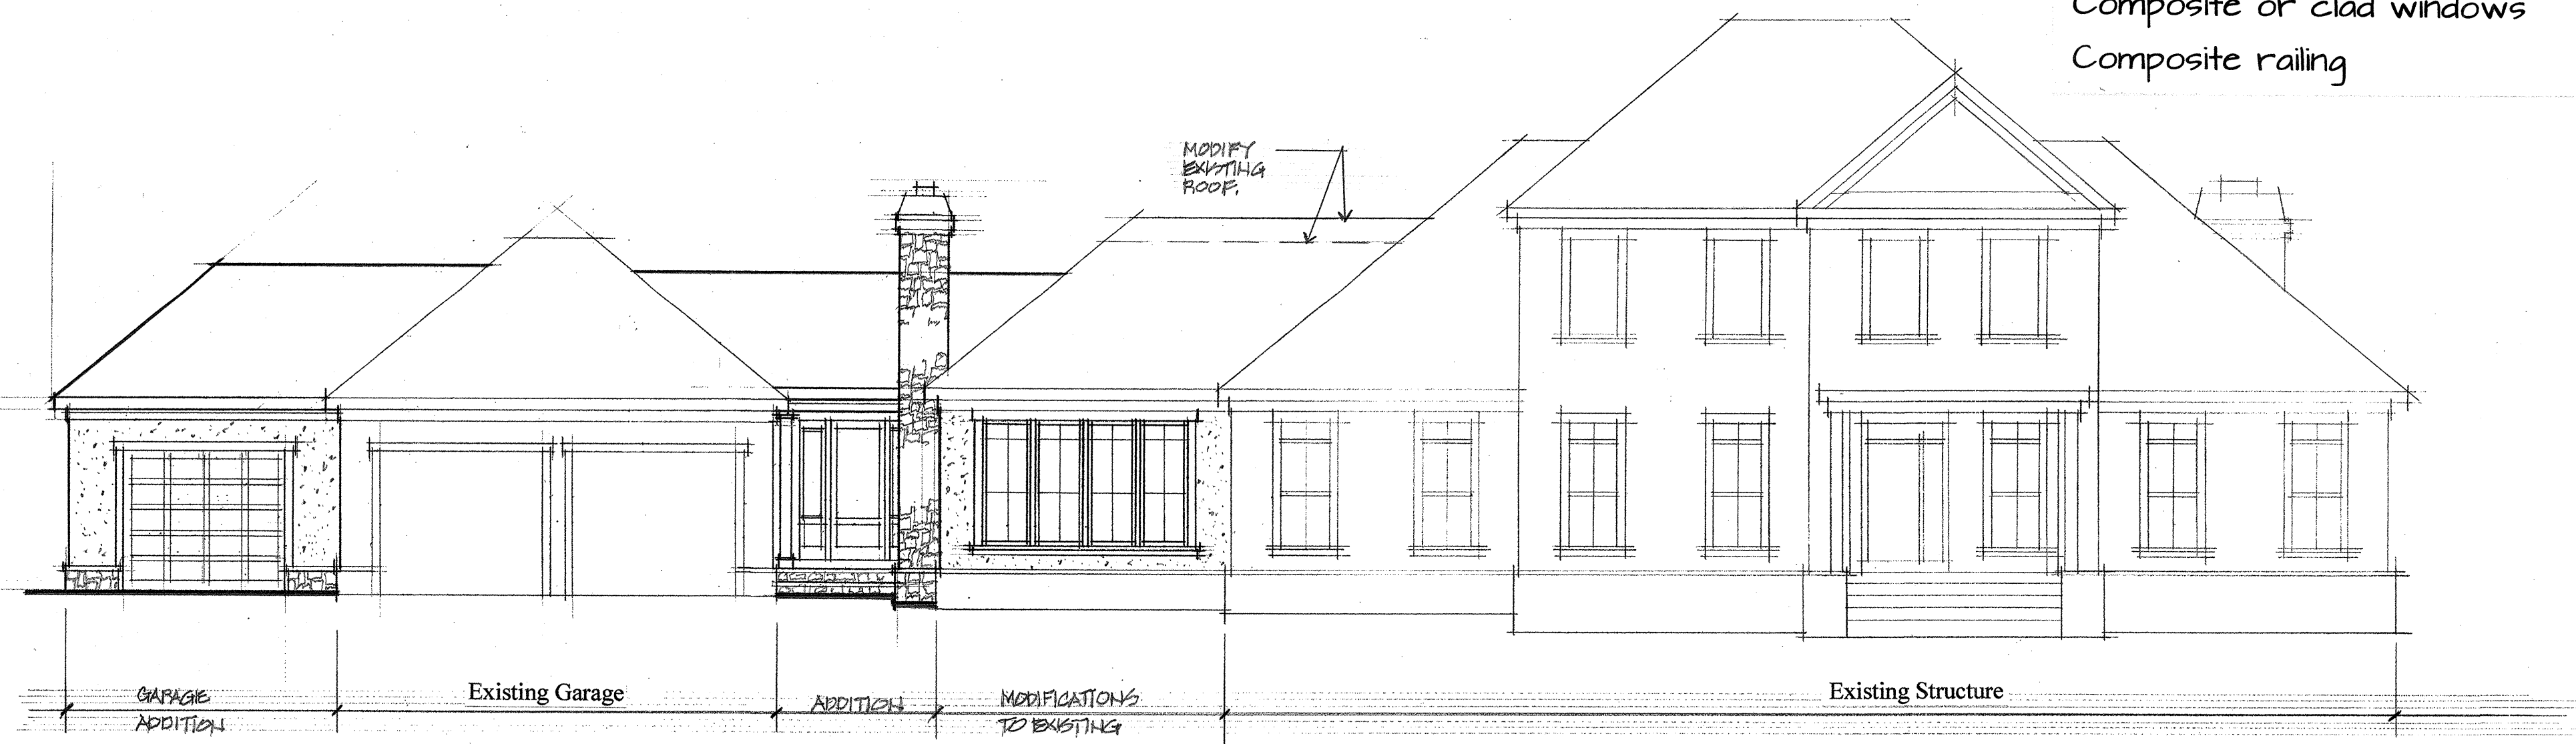 Composite or clad windows
Composite railing
MODIFY
EXISTING
ROOF.
GARAGE
ADDITION
Existing Garage
ADDITION
MODIFICATIONS
TO EXISTING
Existing Structure